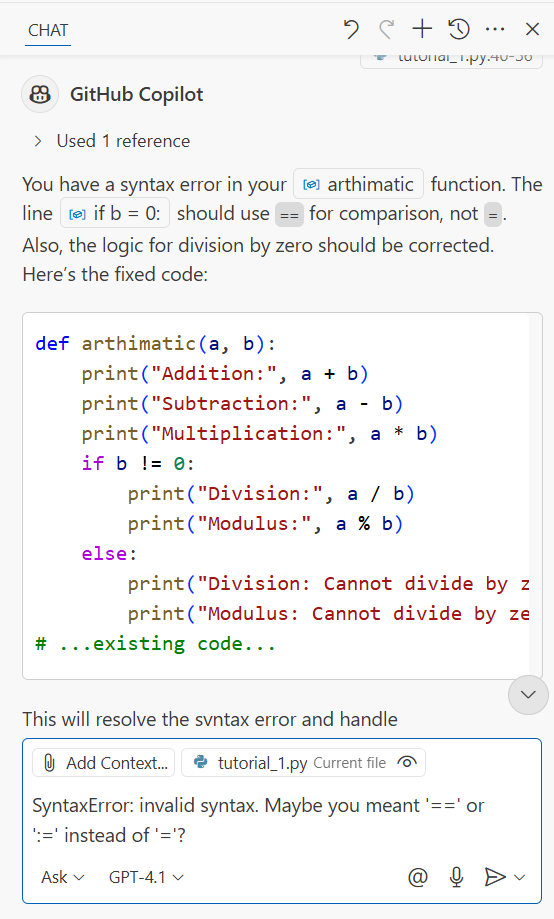 CHAT
tutorial_1.py:40-56
GitHub Copilot
Used 1 reference
You have a syntax error in your arthimatic function. The
line if b = 0: should use == for comparison, not =.
Also, the logic for division by zero should be corrected.
Here's the fixed code:
def arthimatic(a, b):
    print("Addition:", a + b)
    print("Subtraction:", a - b)
    print("Multiplication:", a * b)
    if b != 0:
        print("Division:", a / b)
        print("Modulus:", a % b)
    else:
        print("Division: Cannot divide by z
        print("Modulus: Cannot divide by ze
# ...existing code...
This will resolve the syntax error and handle
Add Context... tutorial_1.py Current file
SyntaxError: invalid syntax. Maybe you meant '==' or
':=' instead of '='?
Ask GPT-4.1 @